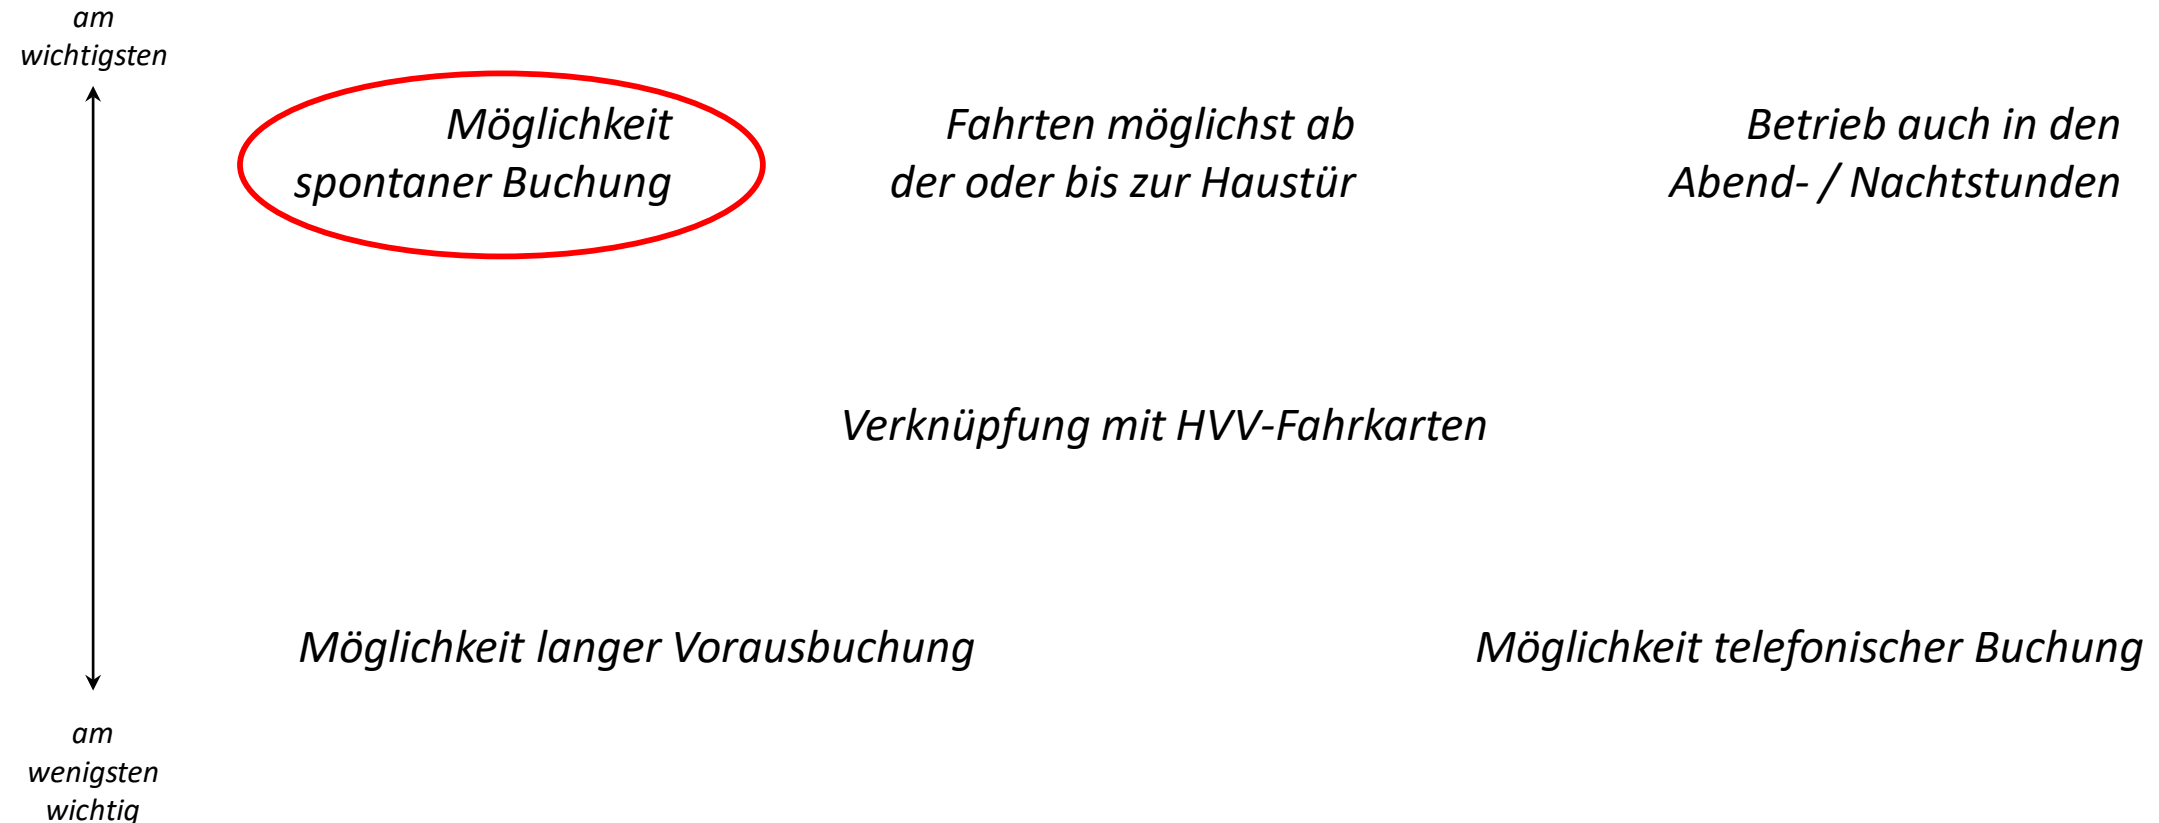 am
wichtigsten
Möglichkeit
spontaner Buchung
Fahrten möglichst ab
der oder bis zur Haustür
Betrieb auch in den
Abend- / Nachtstunden
Verknüpfung mit HVV-Fahrkarten
Möglichkeit langer Vorausbuchung
Möglichkeit telefonischer Buchung
am
wenigsten
wichtig